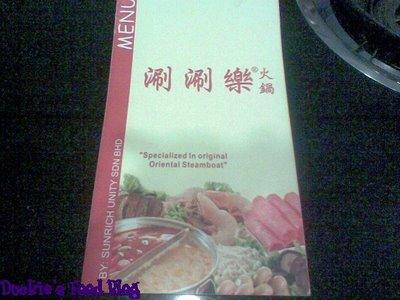 MENU
涮涮樂®火鍋
"Specialized in original
Oriental Steamboat"
BY: SUNRICH UNITY SDN BHD
Duckie's Food Blog